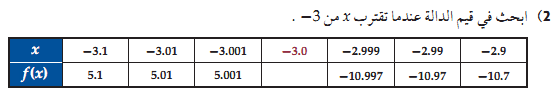 (2 ابحث في قيم الدالة عندما تقترب x من −3 .
x −3.1 −3.01 −3.001 −3.0 −2.999 −2.99 −2.9
f(x) 5.1 5.01 5.001 −10.997 −10.97 −10.7